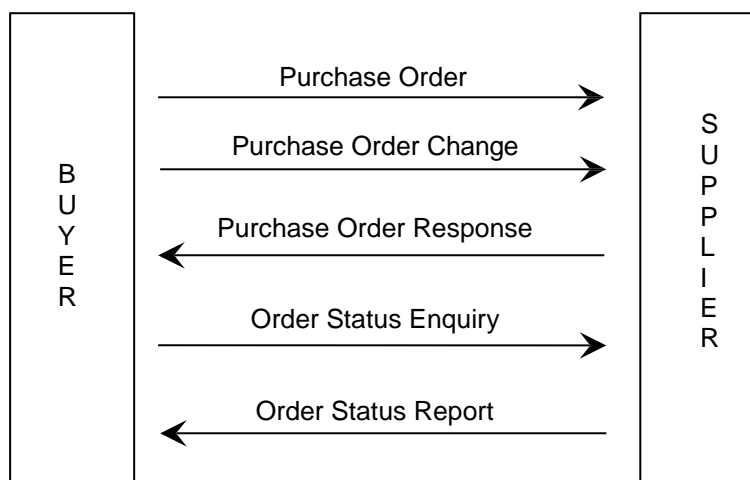 BUYER
Purchase Order
Purchase Order Change
Purchase Order Response
Order Status Enquiry
Order Status Report
SUPPLIER